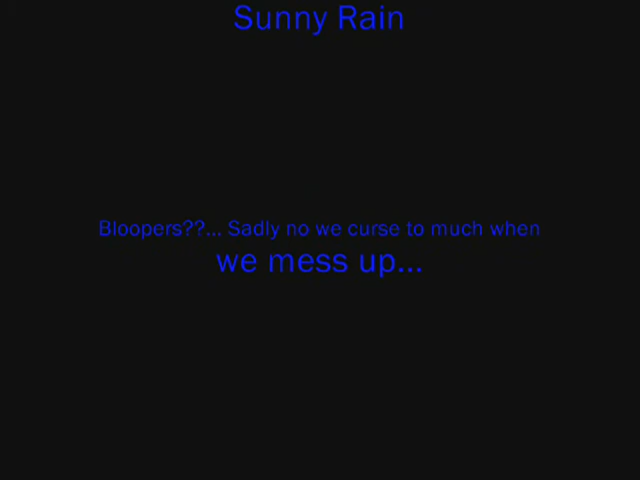 Sunny Rain
Bloopers??... Sadly no we curse to much when
we mess up...